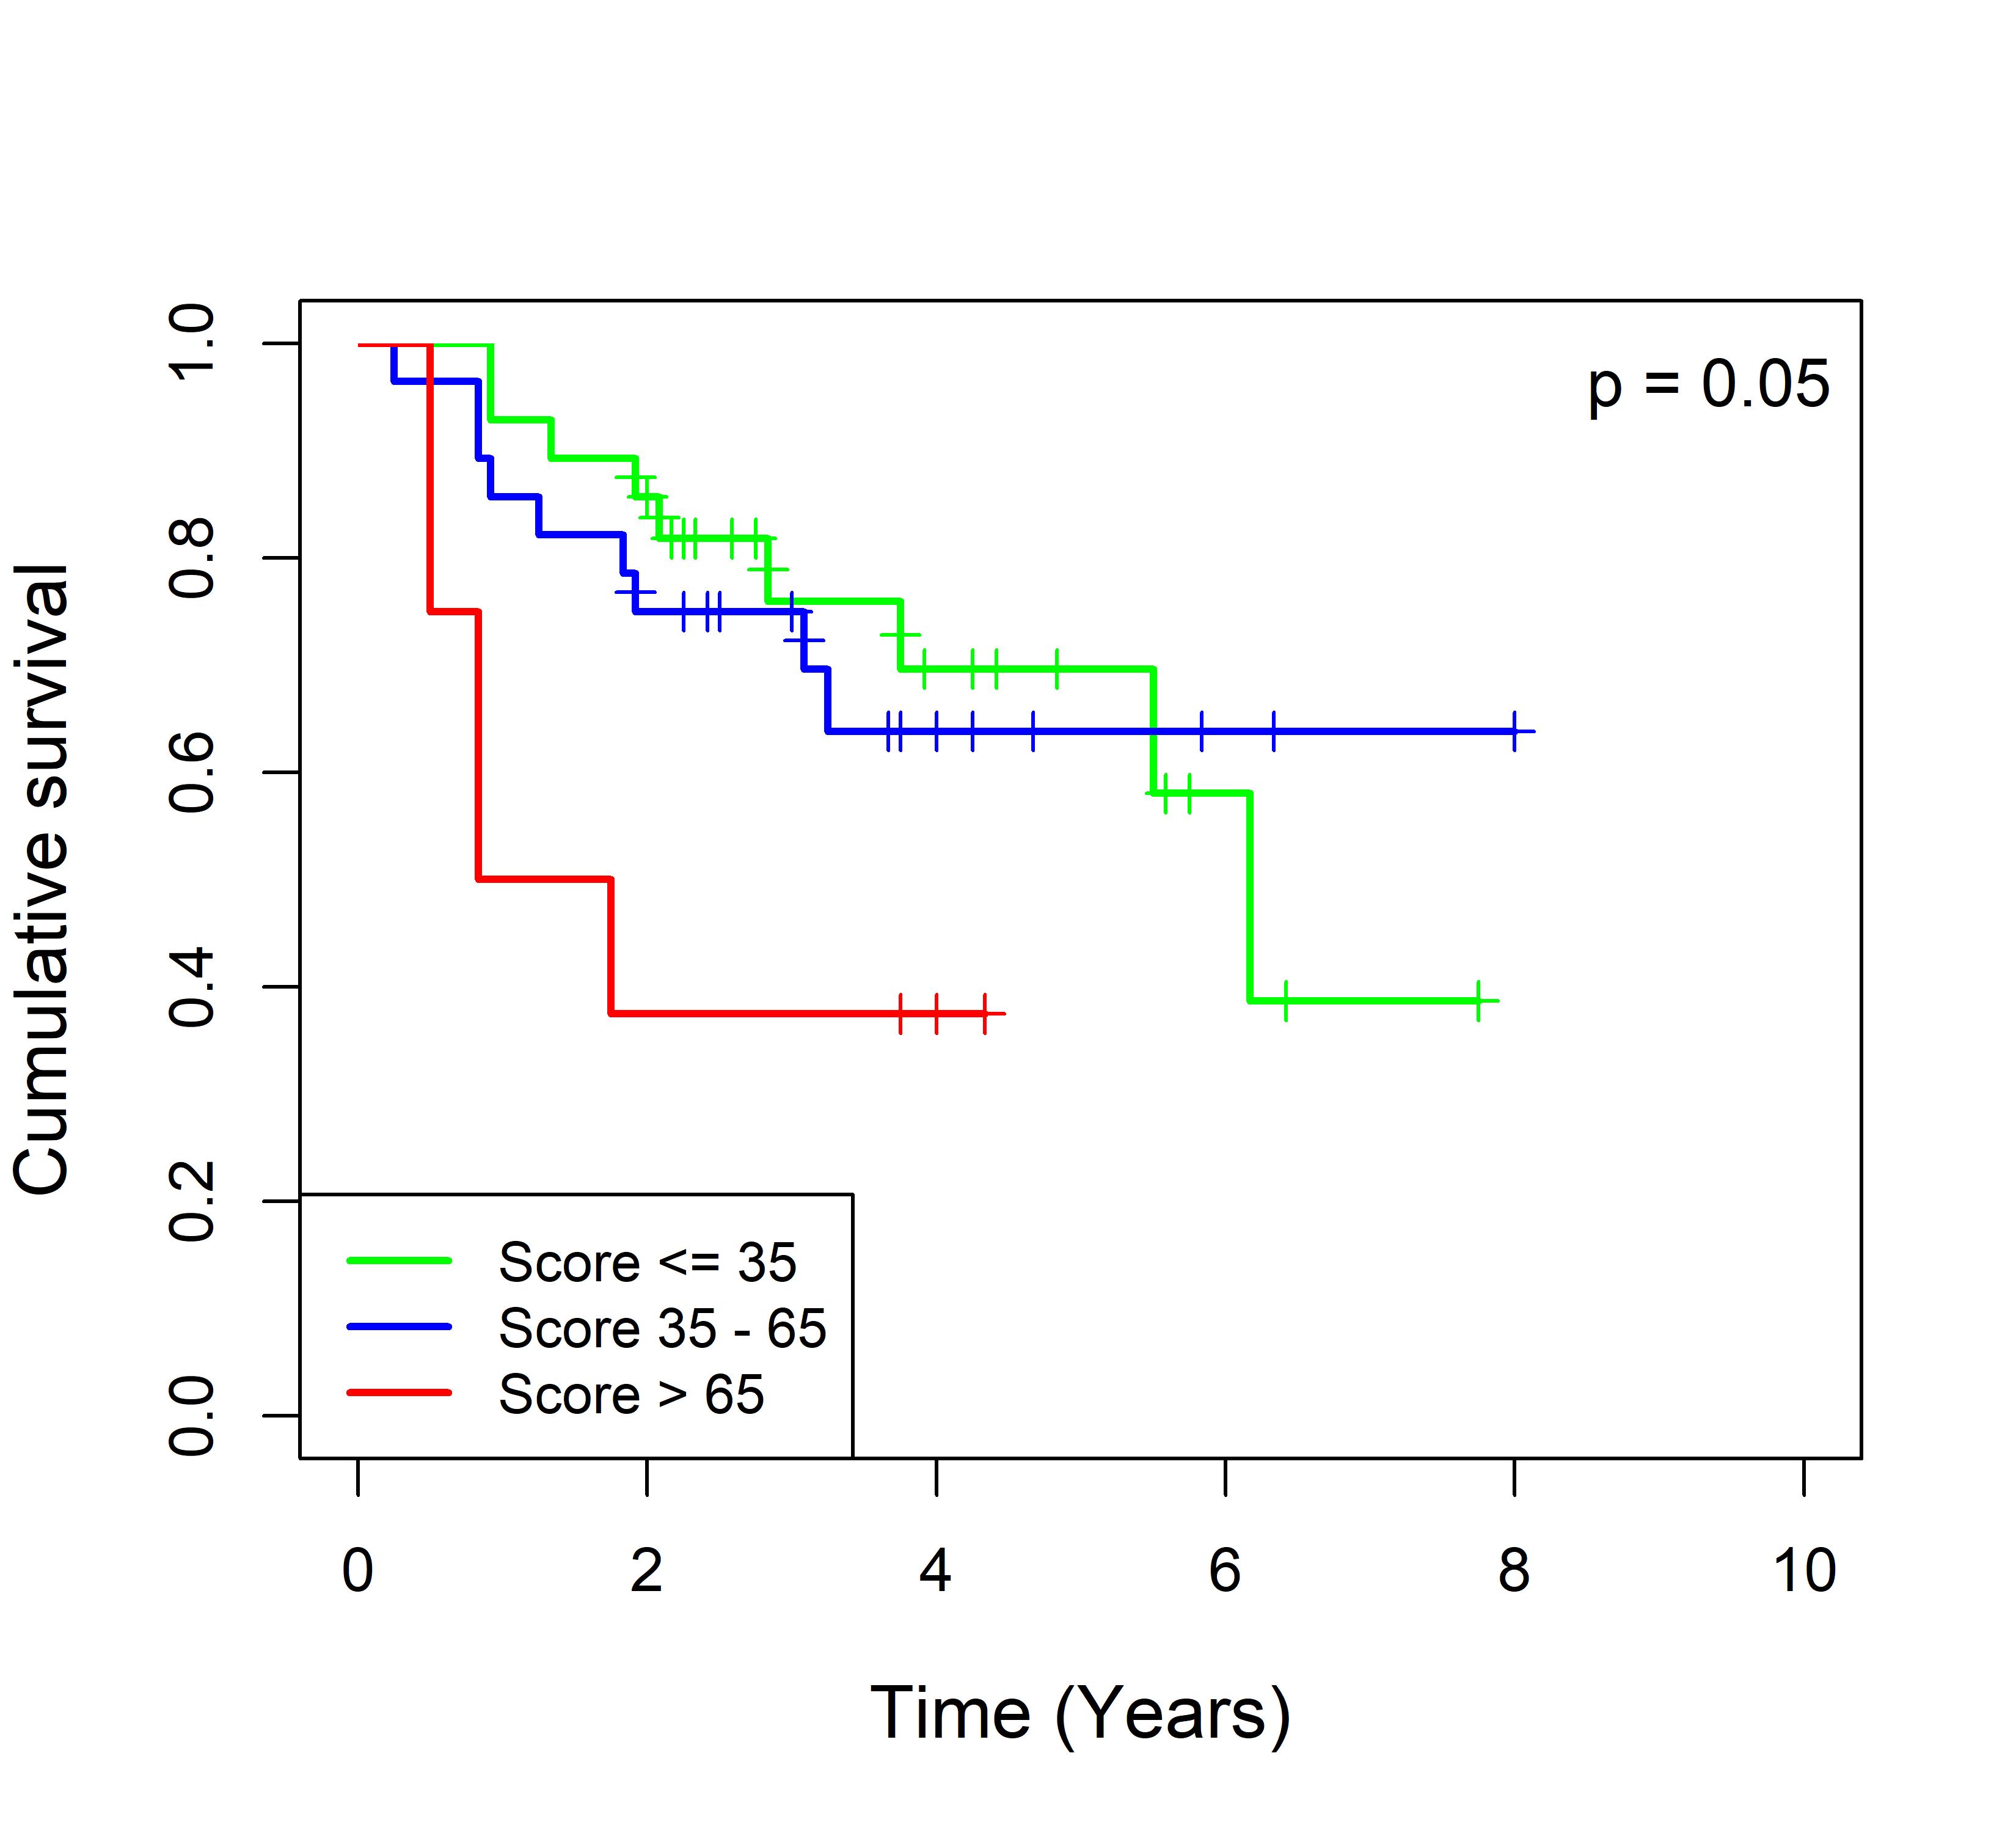 p = 0.05
Cumulative survival
1.0
0.8
0.6
0.4
0.2
0.0
Score <= 35
Score 35 - 65
Score > 65
0 2 4 6 8 10
Time (Years)